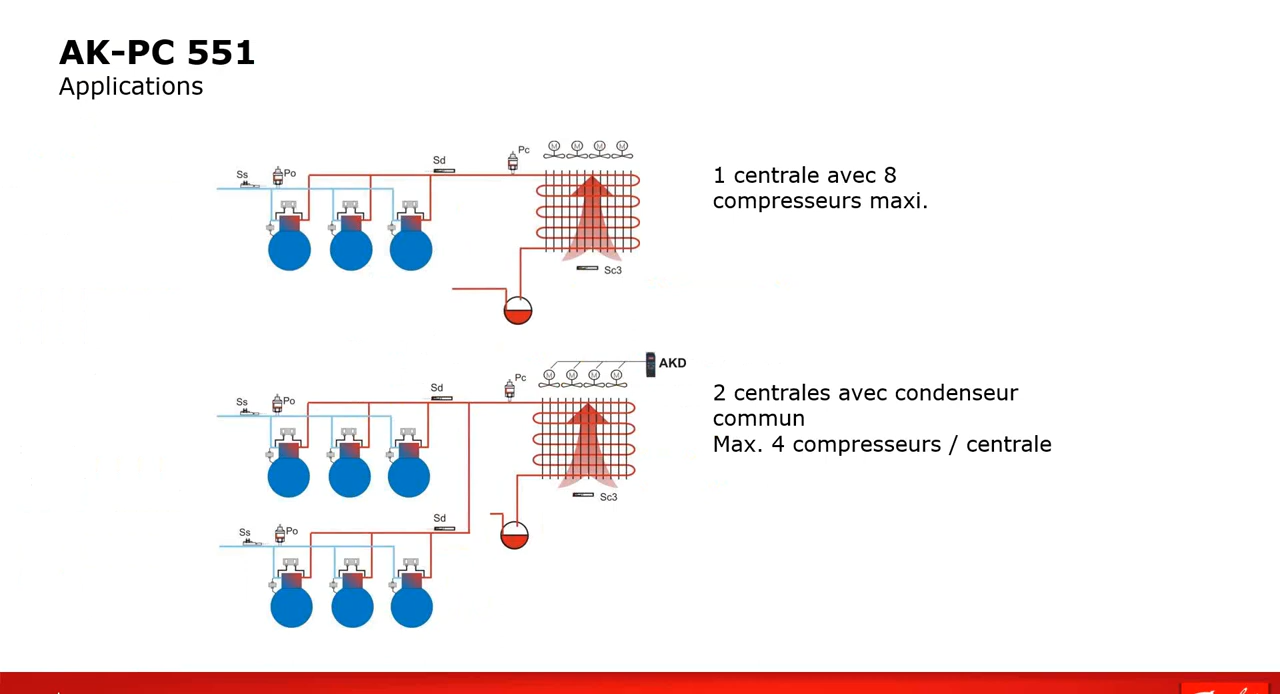 AK-PC 551
Applications
Pc
M M M M
Sd
Ss
Po
1 centrale avec 8
compresseurs maxi.
Sc3
AKD
M M M M
Pc
Sd
Ss
Po
2 centrales avec condenseur
commun
Max. 4 compresseurs / centrale
Sc3
Sd
Ss
Po